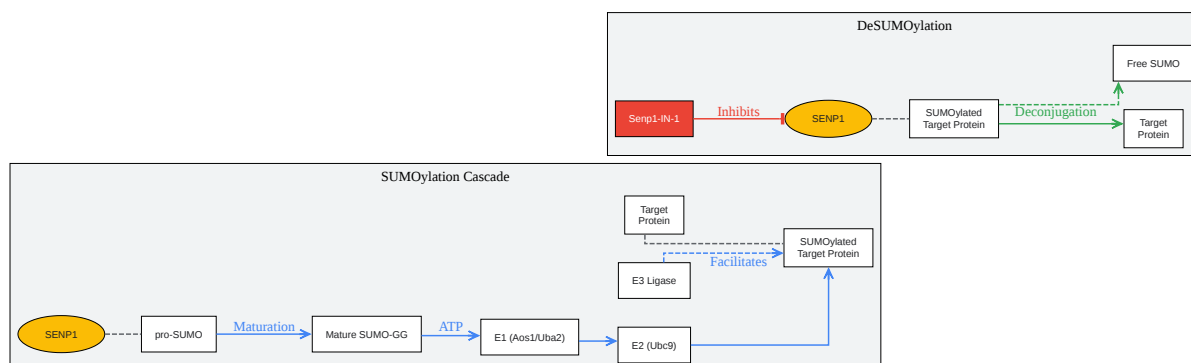 DeSUMOylation
Free SUMO
Senp1-IN-1
Inhibits
SENP1
SUMOylated
Target Protein
Deconjugation
Target
Protein
SUMOylation Cascade
Target
Protein
SUMOylated
Target Protein
Facilitates
E3 Ligase
SENP1
pro-SUMO
Maturation
Mature SUMO-GG
ATP
E1 (Aos1/Uba2)
E2 (Ubc9)